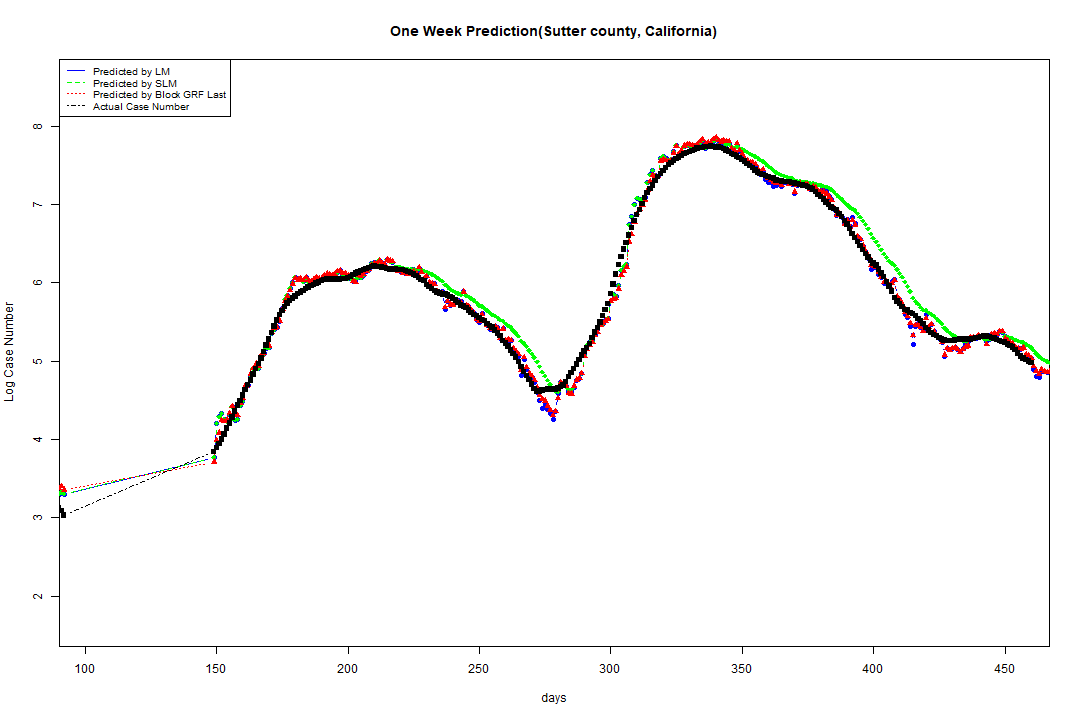 One Week Prediction(Sutter county, California)
Predicted by LM
Predicted by SLM
Predicted by Block GRF Last
Actual Case Number
8
7
6
5
4
3
2
Log Case Number
100 150 200 250 300 350 400 450
days